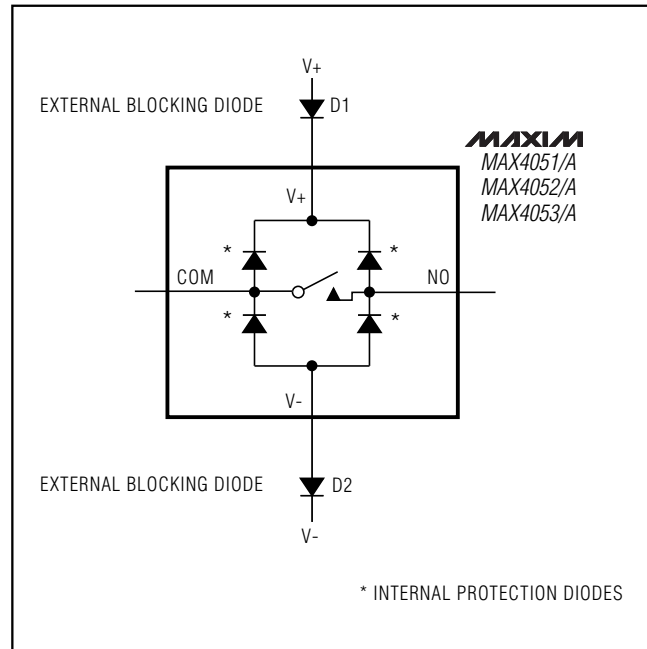 V+
EXTERNAL BLOCKING DIODE
D1
MAXIM
MAX4051/A
MAX4052/A
MAX4053/A
V+
* *
COM
NO
* *
V-
EXTERNAL BLOCKING DIODE
D2
V-
* INTERNAL PROTECTION DIODES